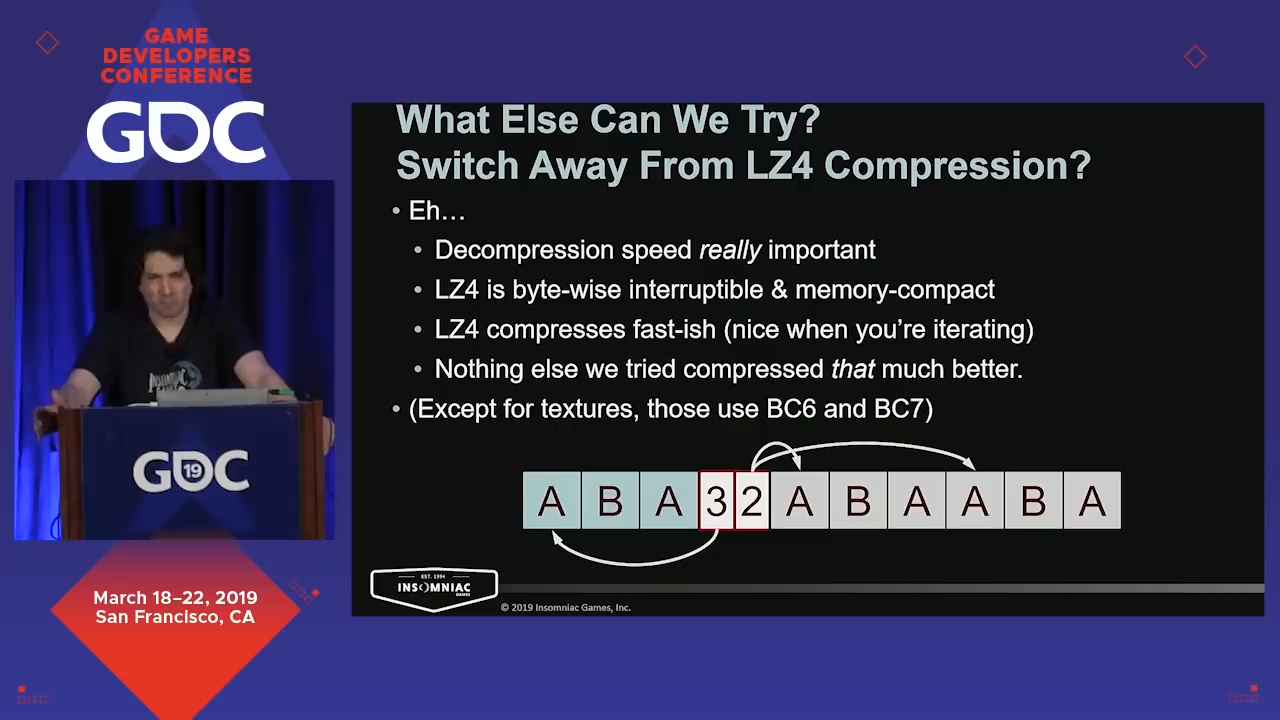 GAME
DEVELOPERS
CONFERENCE
GDC
What Else Can We Try?
Switch Away From LZ4 Compression?
• Eh…
• Decompression speed really important
• LZ4 is byte-wise interruptible & memory-compact
• LZ4 compresses fast-ish (nice when you’re iterating)
• Nothing else we tried compressed that much better.
• (Except for textures, those use BC6 and BC7)
A B A 3 2 A B A A B A
INSOMNIAC
GDC
19
March 18–22, 2019
San Francisco, CA
EST. 1994
INSOMNIAC
GAMES
© 2019 Insomniac Games, Inc.